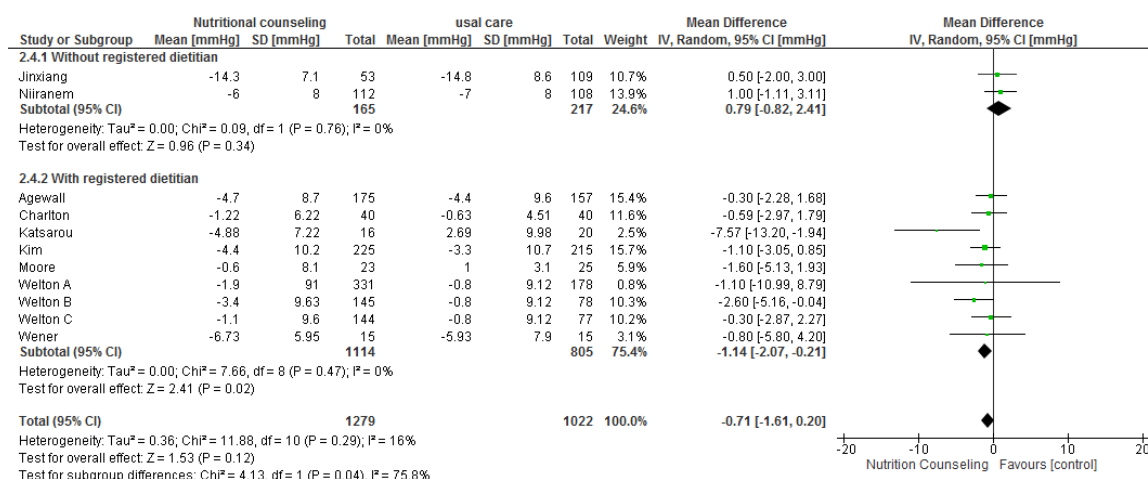 Nutritional counseling usal care Mean Difference Mean Difference
Study or Subgroup Mean [mmHg] SD [mmHg] Total Mean [mmHg] SD [mmHg] Total Weight IV, Random, 95% CI [mmHg] IV, Random, 95% CI [mmHg]
2.4.1 Without registered dietitian
Jinxiang -14.3 7.1 53 -14.8 8.6 109 10.7% 0.50 [-2.00, 3.00]
Niiranem -6 8 112 -7 8 108 13.9% 1.00 [-1.11, 3.11]
Subtotal (95% CI) 165 217 24.6% 0.79 [-0.82, 2.41]
Heterogeneity: Tau² = 0.00; Chi² = 0.09, df = 1 (P = 0.76); I² = 0%
Test for overall effect: Z = 0.96 (P = 0.34)
2.4.2 With registered dietitian
Agewall -4.7 8.7 175 -4.4 9.6 157 15.4% -0.30 [-2.28, 1.68]
Charlton -1.22 6.22 40 -0.63 4.51 40 11.6% -0.59 [-2.97, 1.79]
Katsarou -4.88 7.22 16 2.69 9.98 20 2.5% -7.57 [-13.20, -1.94]
Kim -4.4 10.2 225 -3.3 10.7 215 15.7% -1.10 [-3.05, 0.85]
Moore -0.6 8.1 23 1 3.1 25 5.9% -1.60 [-5.13, 1.93]
Welton A -1.9 91 331 -0.8 9.12 178 0.8% -1.10 [-10.99, 8.79]
Welton B -3.4 9.63 145 -0.8 9.12 78 10.3% -2.60 [-5.16, -0.04]
Welton C -1.1 9.6 144 -0.8 9.12 77 10.2% -0.30 [-2.87, 2.27]
Wener -6.73 5.95 15 -5.93 7.9 15 3.1% -0.80 [-5.80, 4.20]
Subtotal (95% CI) 1114 805 75.4% -1.14 [-2.07, -0.21]
Heterogeneity: Tau² = 0.00; Chi² = 7.66, df = 8 (P = 0.47); I² = 0%
Test for overall effect: Z = 2.41 (P = 0.02)
Total (95% CI) 1279 1022 100.0% -0.71 [-1.61, 0.20]
Heterogeneity: Tau² = 0.36; Chi² = 11.88, df = 10 (P = 0.29); I² = 16%
Test for overall effect: Z = 1.53 (P = 0.12)
Test for subgroup differences: Chi² = 4.13, df = 1 (P = 0.04), I² = 75.8%
-20 -10 0 10 20
Nutrition Counseling Favours [control]